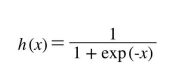 h(x) = 1 / (1 + exp(-x))